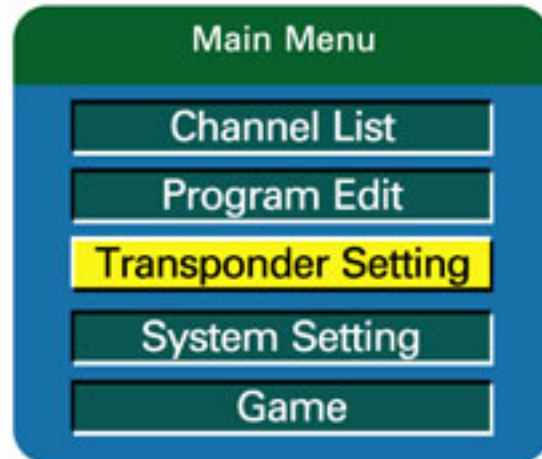 Main Menu
Channel List
Program Edit
Transponder Setting
System Setting
Game